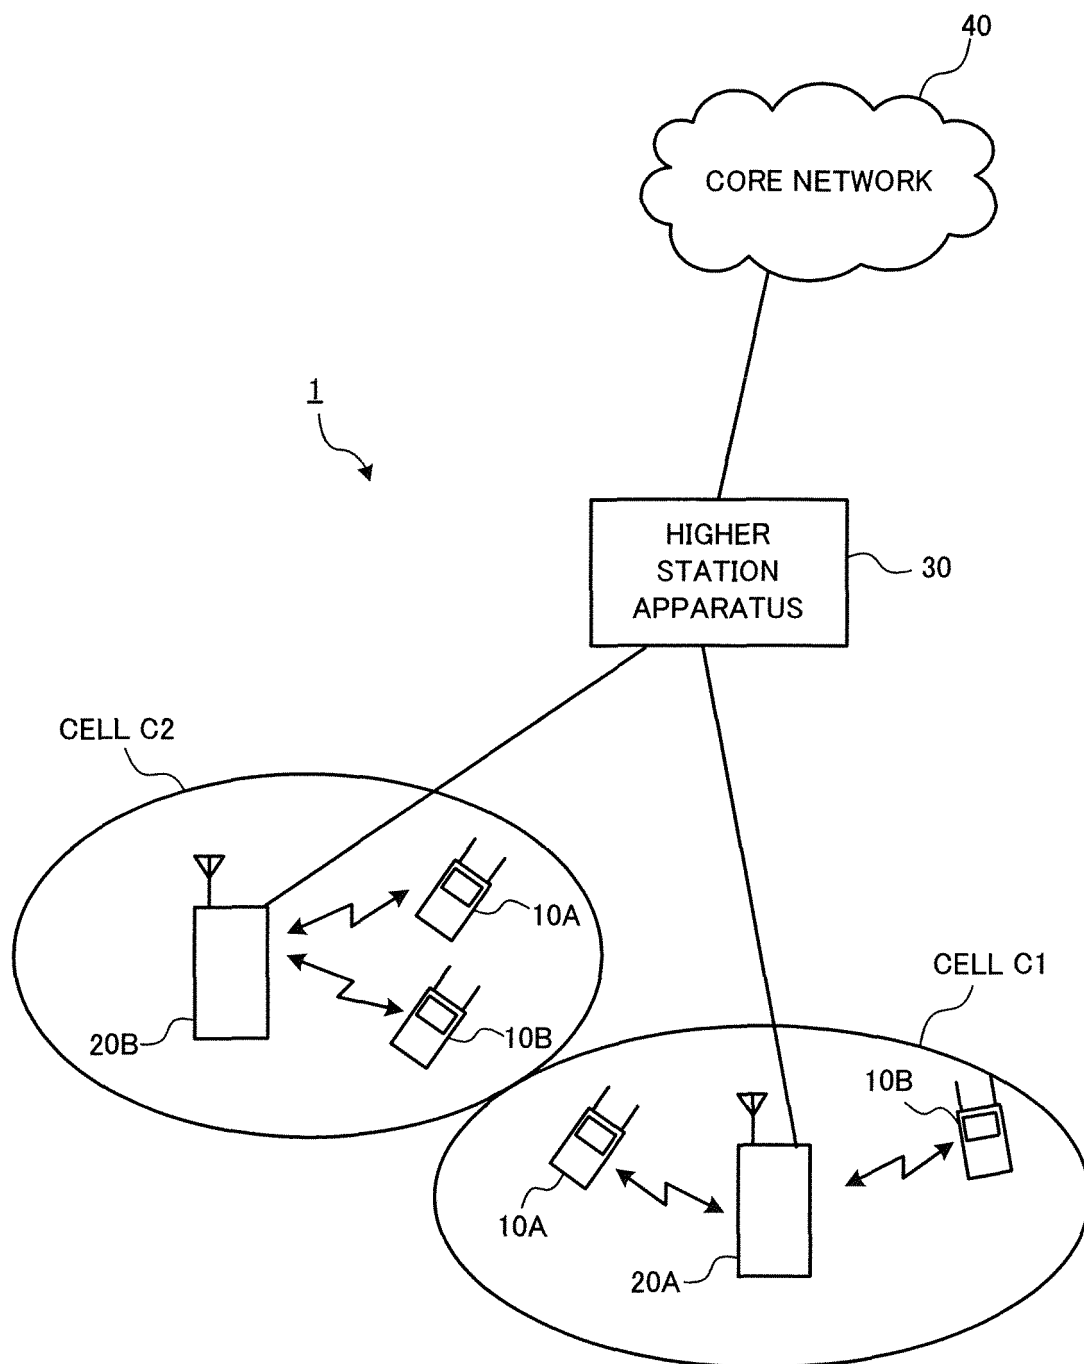 40
CORE NETWORK
1
HIGHER
STATION
APPARATUS
30
CELL C2
10A
CELL C1
20B
10B
10B
10A
20A